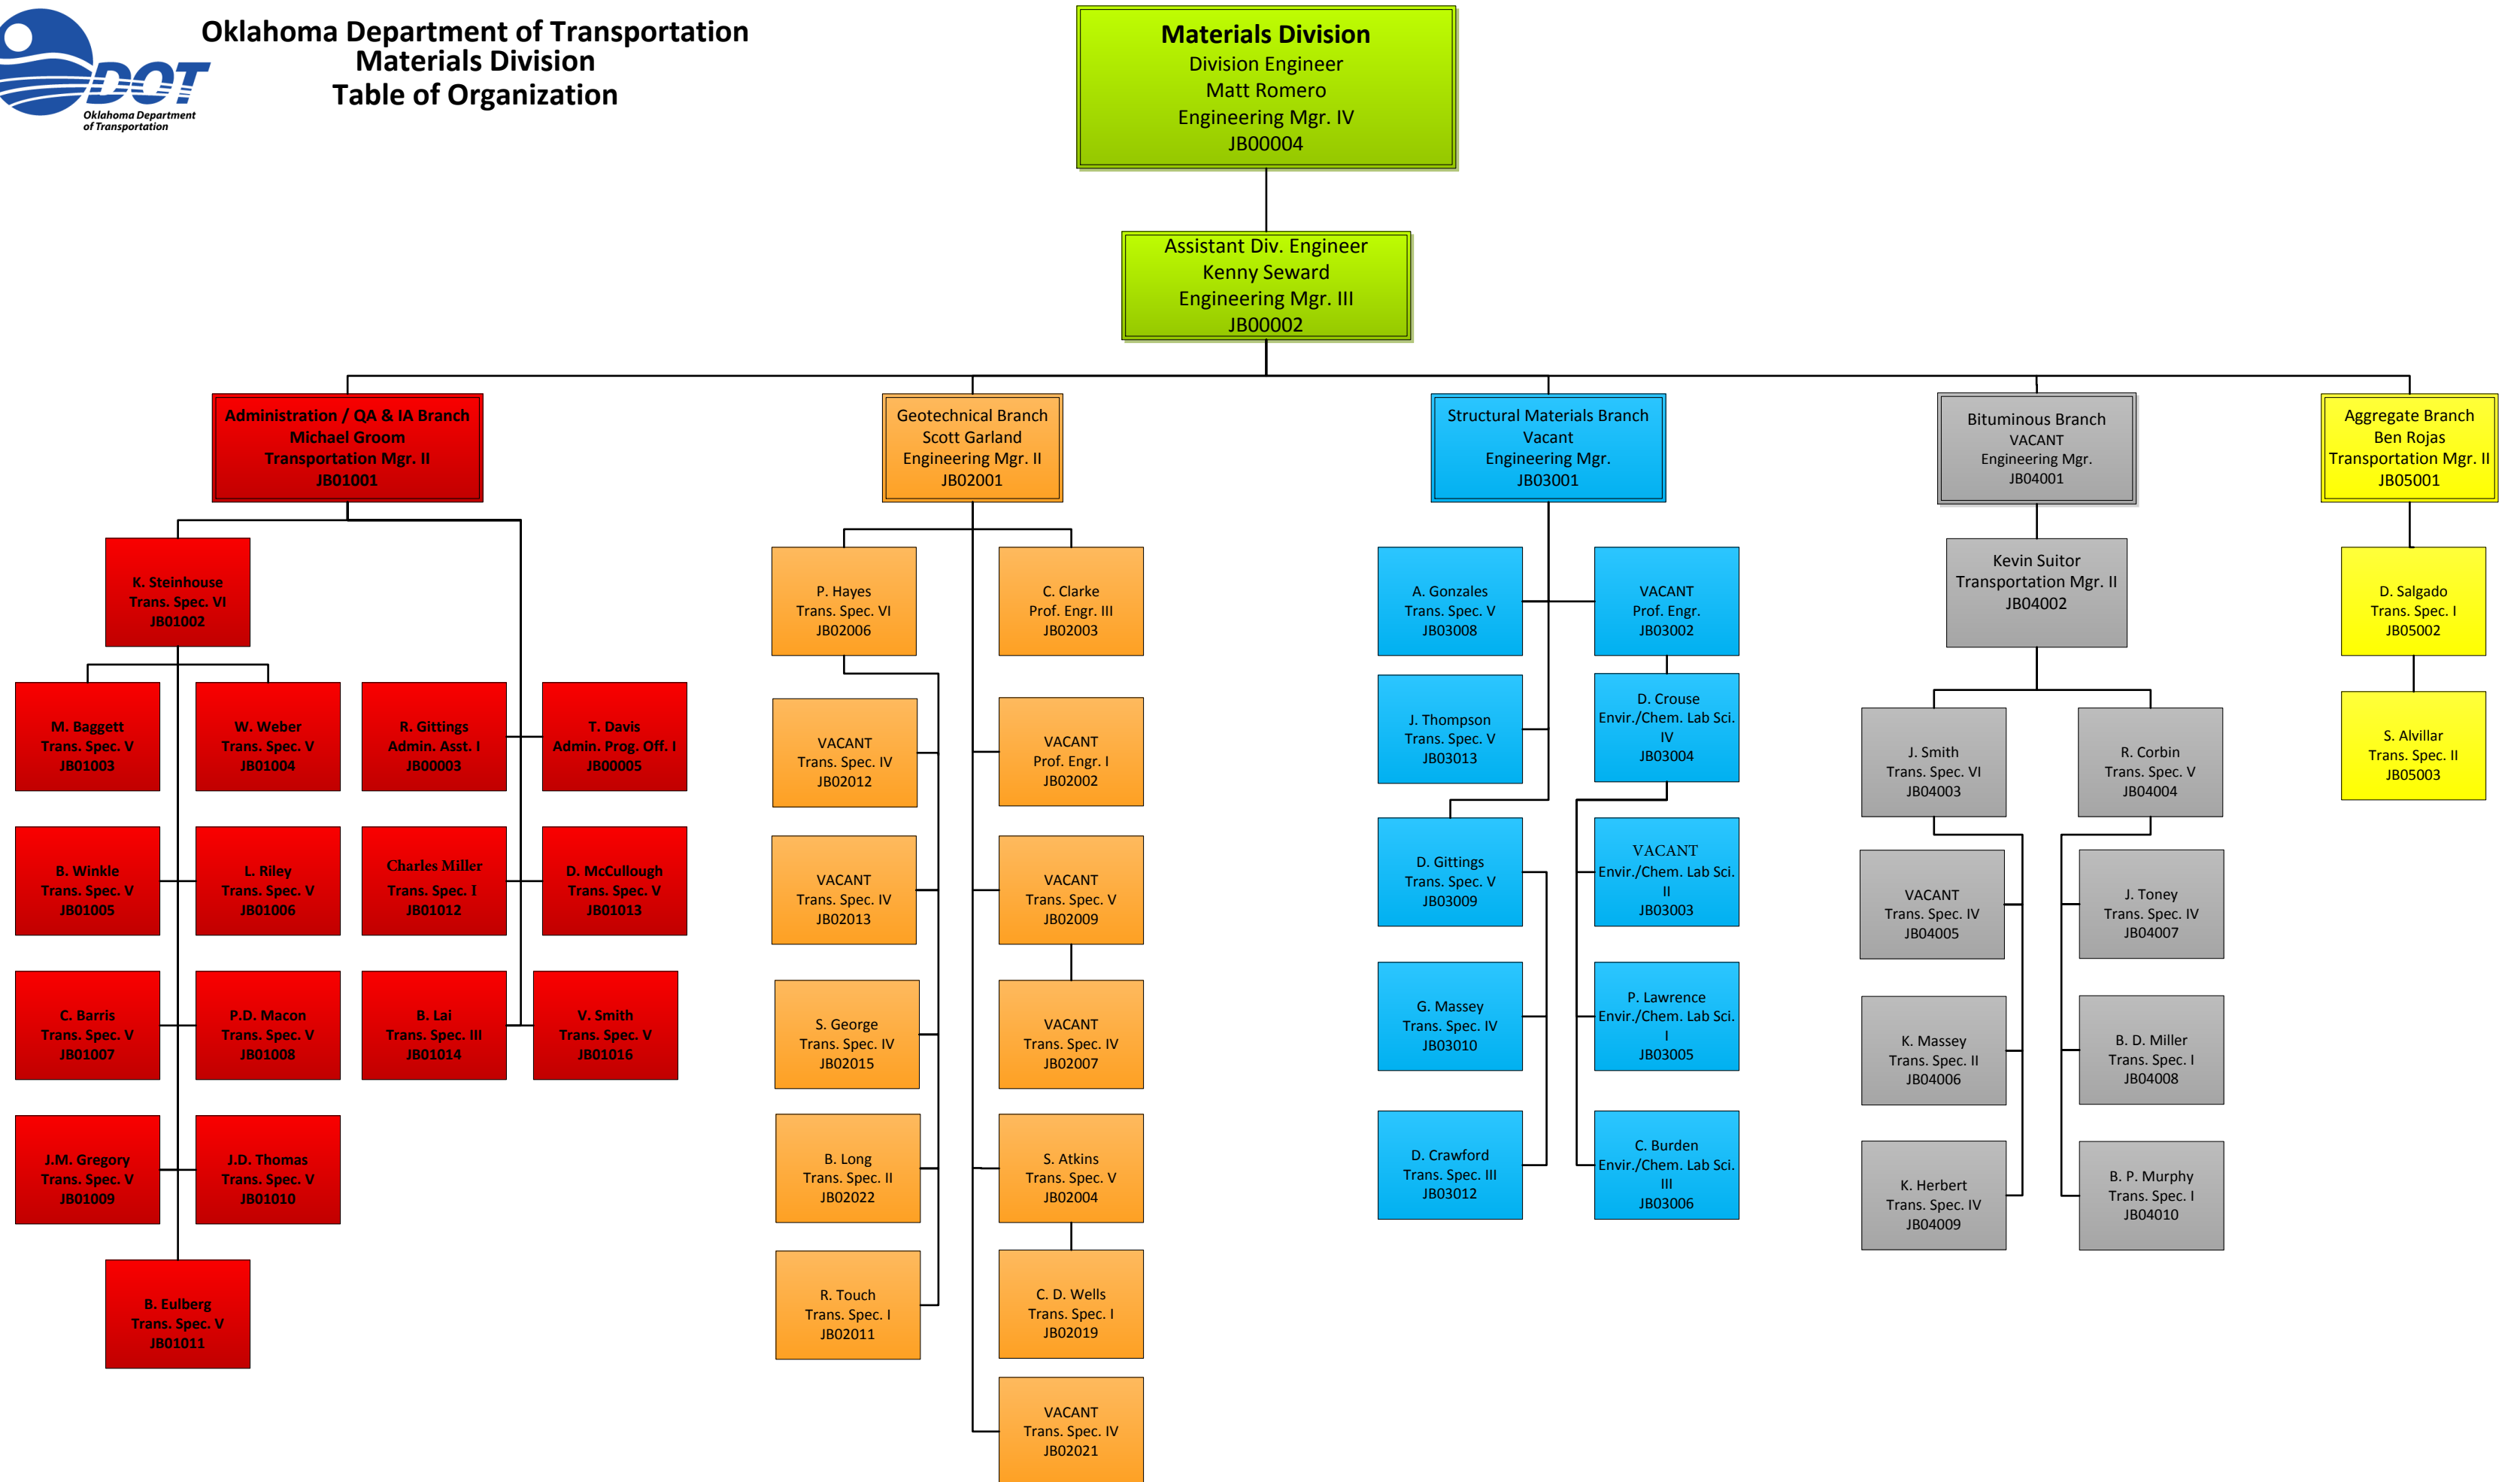 DOT
Oklahoma Department
of Transportation
Oklahoma Department of Transportation
Materials Division
Table of Organization
Materials Division
Division Engineer
Matt Romero
Engineering Mgr. IV
JB00004
Assistant Div. Engineer
Kenny Seward
Engineering Mgr. III
JB00002
Administration / QA & IA Branch
Michael Groom
Transportation Mgr. II
JB01001
K. Steinhouse
Trans. Spec. VI
JB01002
M. Baggett
Trans. Spec. V
JB01003
W. Weber
Trans. Spec. V
JB01004
R. Gittings
Admin. Asst. I
JB00003
T. Davis
Admin. Prog. Off. I
JB00005
B. Winkle
Trans. Spec. V
JB01005
L. Riley
Trans. Spec. V
JB01006
Charles Miller
Trans. Spec. I
JB01012
D. McCullough
Trans. Spec. V
JB01013
C. Barris
Trans. Spec. V
JB01007
P.D. Macon
Trans. Spec. V
JB01008
B. Lai
Trans. Spec. III
JB01014
V. Smith
Trans. Spec. V
JB01016
J.M. Gregory
Trans. Spec. V
JB01009
J.D. Thomas
Trans. Spec. V
JB01010
B. Eulberg
Trans. Spec. V
JB01011
Geotechnical Branch
Scott Garland
Engineering Mgr. II
JB02001
P. Hayes
Trans. Spec. VI
JB02006
C. Clarke
Prof. Engr. III
JB02003
VACANT
Trans. Spec. IV
JB02012
VACANT
Prof. Engr. I
JB02002
VACANT
Trans. Spec. IV
JB02013
VACANT
Trans. Spec. V
JB02009
S. George
Trans. Spec. IV
JB02015
VACANT
Trans. Spec. IV
JB02007
B. Long
Trans. Spec. II
JB02022
S. Atkins
Trans. Spec. V
JB02004
R. Touch
Trans. Spec. I
JB02011
C. D. Wells
Trans. Spec. I
JB02019
VACANT
Trans. Spec. IV
JB02021
Structural Materials Branch
Vacant
Engineering Mgr.
JB03001
A. Gonzales
Trans. Spec. V
JB03008
VACANT
Prof. Engr.
JB03002
J. Thompson
Trans. Spec. V
JB03013
D. Crouse
Envir./Chem. Lab Sci.
IV
JB03004
D. Gittings
Trans. Spec. V
JB03009
VACANT
Envir./Chem. Lab Sci.
II
JB03003
G. Massey
Trans. Spec. IV
JB03010
P. Lawrence
Envir./Chem. Lab Sci.
I
JB03005
D. Crawford
Trans. Spec. III
JB03012
C. Burden
Envir./Chem. Lab Sci.
III
JB03006
Bituminous Branch
VACANT
Engineering Mgr.
JB04001
Kevin Suitor
Transportation Mgr. II
JB04002
J. Smith
Trans. Spec. VI
JB04003
R. Corbin
Trans. Spec. V
JB04004
VACANT
Trans. Spec. IV
JB04005
J. Toney
Trans. Spec. IV
JB04007
K. Massey
Trans. Spec. II
JB04006
B. D. Miller
Trans. Spec. I
JB04008
K. Herbert
Trans. Spec. IV
JB04009
B. P. Murphy
Trans. Spec. I
JB04010
Aggregate Branch
Ben Rojas
Transportation Mgr. II
JB05001
D. Salgado
Trans. Spec. I
JB05002
S. Alvillar
Trans. Spec. II
JB05003